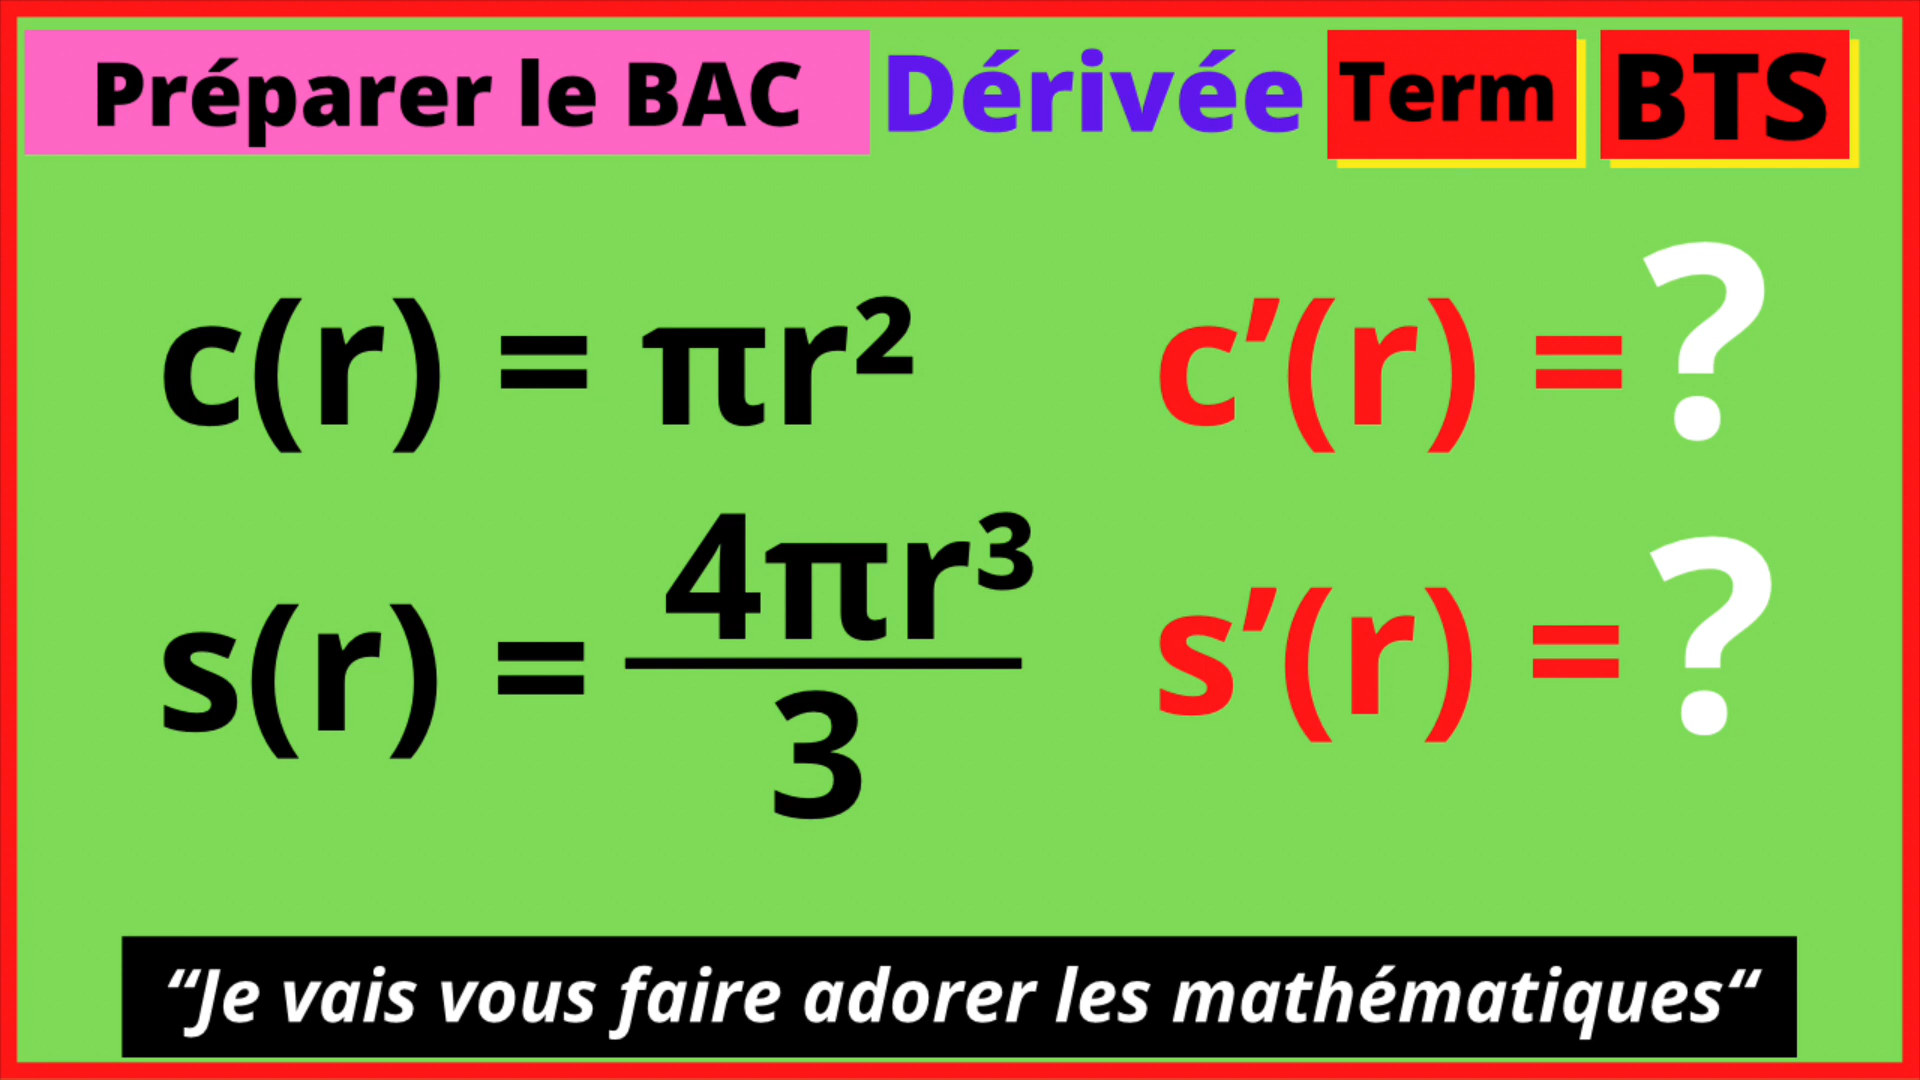 Préparer le BAC Dérivée Term BTS
c(r) = πr² c’(r) = ?
s(r) = 4πr³/3 s’(r) = ?
“Je vais vous faire adorer les mathématiques“